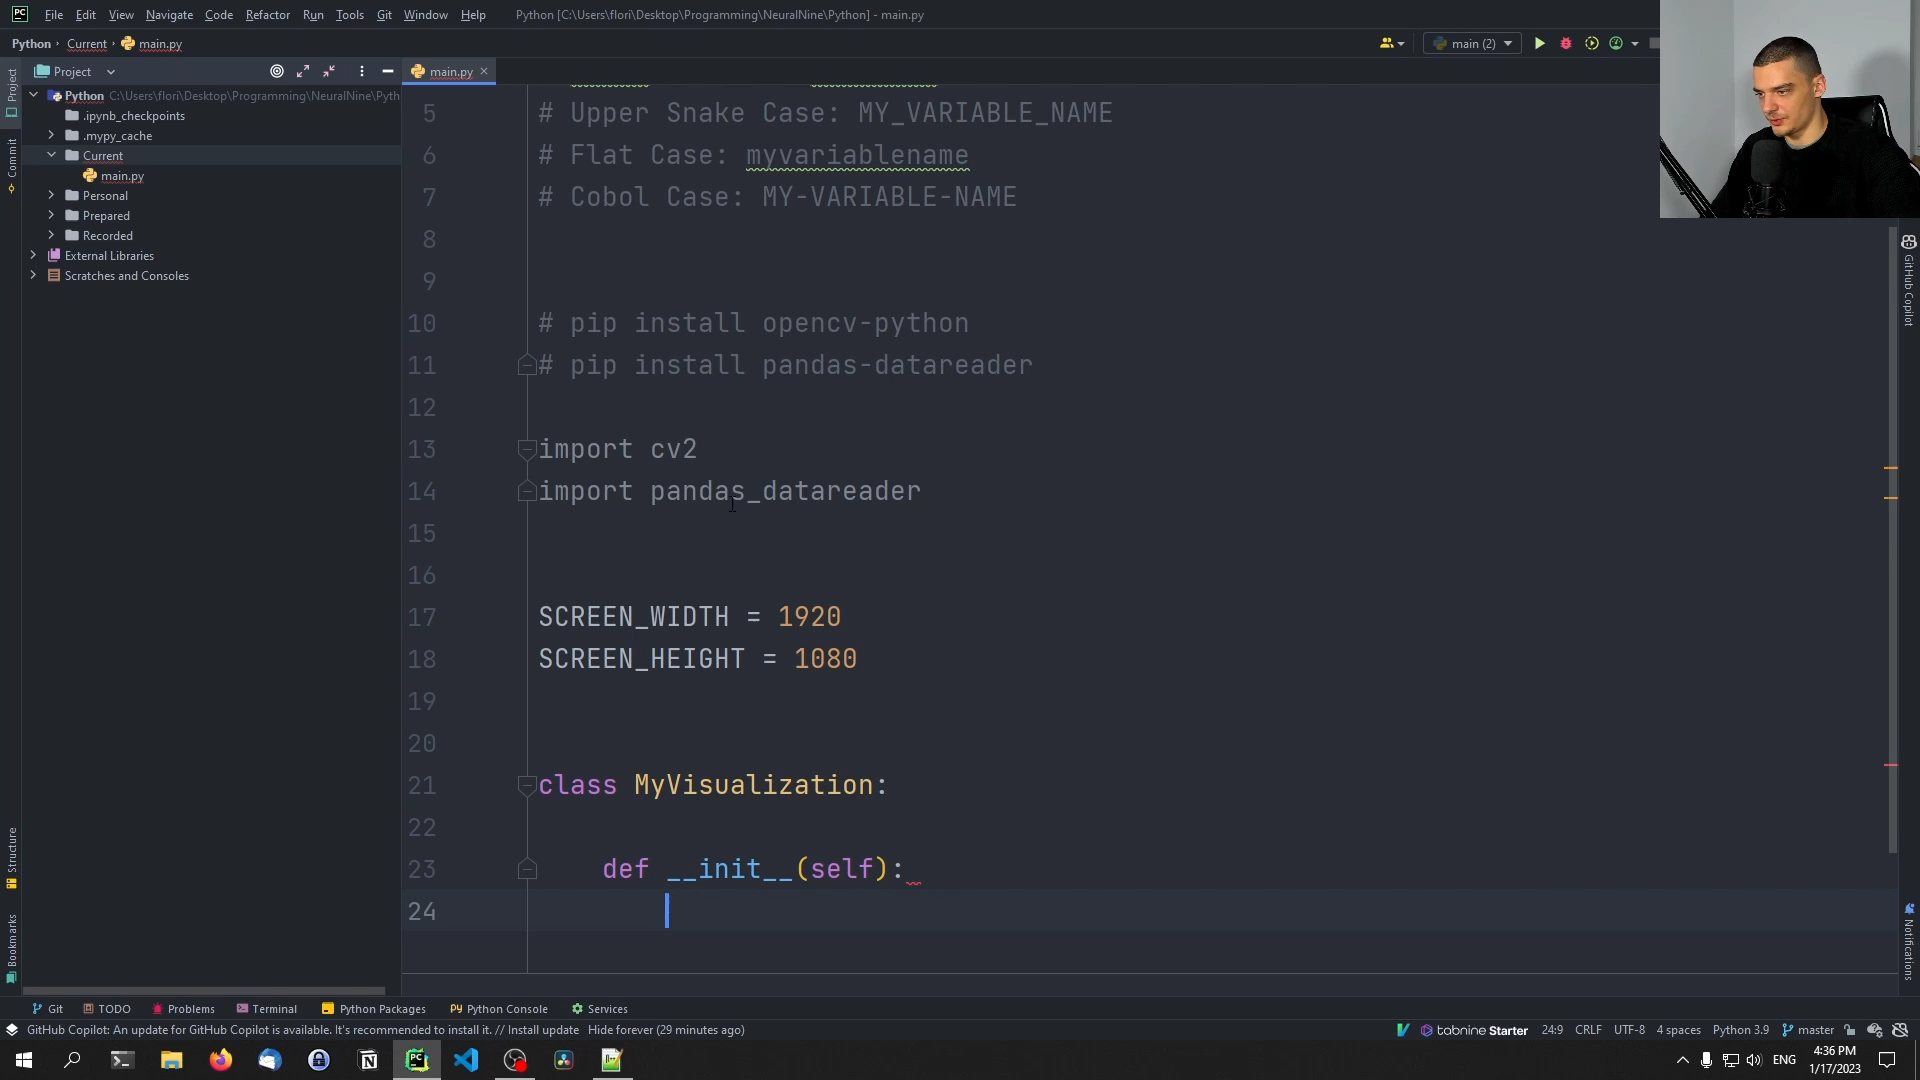 PC File Edit View Navigate Code Refactor Run Tools Git Window Help Python [C:\Users\flori\Desktop\Programming\NeuralNine\Python] - main.py
Python Current main.py main (2)
Project main.py
Project
Commit
Python C:\Users\flori\Desktop\Programming\NeuralNine\Pyth
.ipynb_checkpoints
.mypy_cache
Current
main.py
Personal
Prepared
Recorded
External Libraries
Scratches and Consoles
5 # Upper Snake Case: MY_VARIABLE_NAME
6 # Flat Case: myvariablename
7 # Cobol Case: MY-VARIABLE-NAME
8
9
10 # pip install opencv-python
11 # pip install pandas-datareader
12
13 import cv2
14 import pandas_datareader
15
16
17 SCREEN_WIDTH = 1920
18 SCREEN_HEIGHT = 1080
19
20
21 class MyVisualization:
22
23 def __init__(self):
24
GitHub Copilot
Notifications
Structure
Bookmarks
Git TODO Problems Terminal Python Packages Python Console Services
GitHub Copilot: An update for GitHub Copilot is available. It's recommended to install it. // Install update Hide forever (29 minutes ago) tabnine Starter 24:9 CRLF UTF-8 4 spaces Python 3.9 master
ENG 4:36 PM
1/17/2023